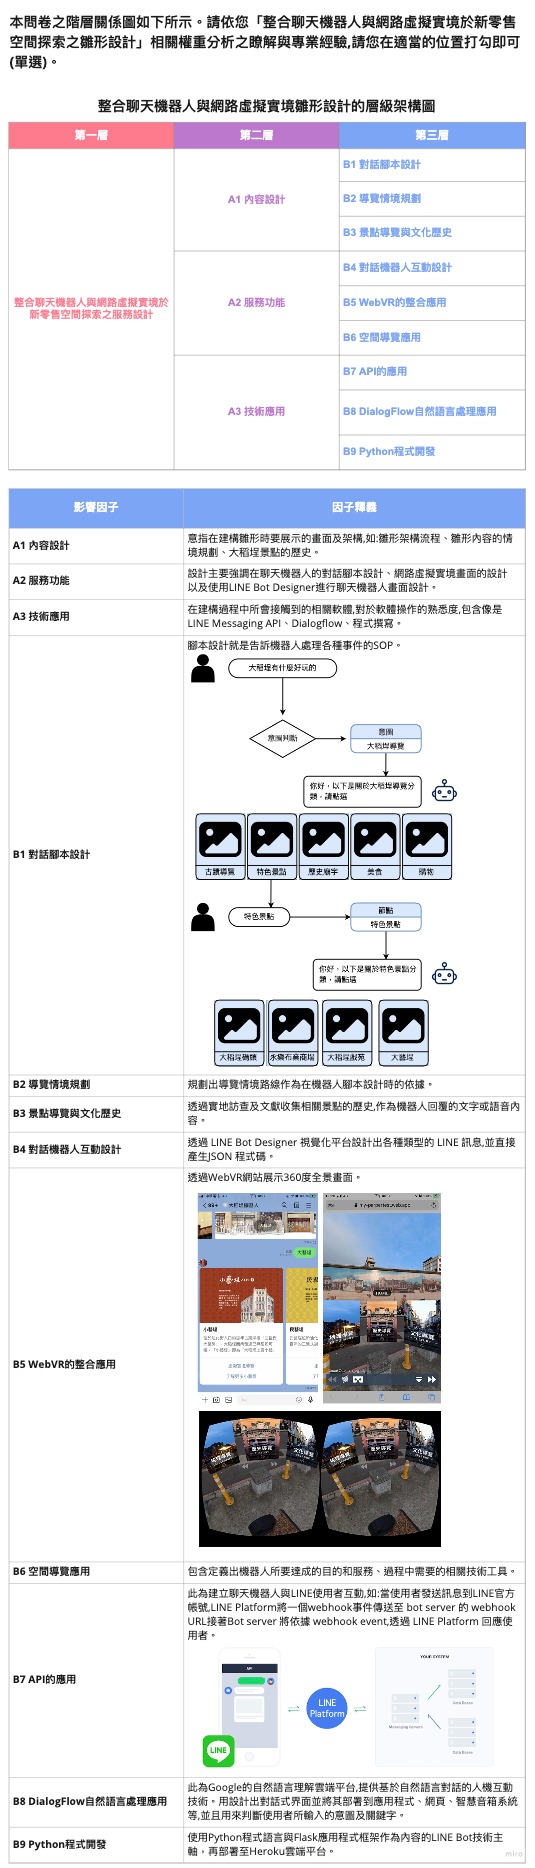 本問卷之階層關係圖如下所示。請依您「整合聊天機器人與網路虛擬實境於新零售
空間探索之雛形設計」相關權重分析之瞭解與專業經驗,請您在適當的位置打勾即可
(單選)。
整合聊天機器人與網路虛擬實境雛形設計的層級架構圖
第一層 第二層 第三層
B1 對話腳本設計
A1 內容設計 B2 導覽情境規劃
B3 景點導覽與文化歷史
B4 對話機器人互動設計
整合聊天機器人與網路虛擬實境於
新零售空間探索之服務設計
A2 服務功能 B5 WebVR的整合應用
B6 空間導覽應用
B7 API的應用
A3 技術應用 B8 DialogFlow自然語言處理應用
B9 Python程式開發
影響因子 因子釋義
A1 內容設計
意指在建構雛形時要展示的畫面及架構,如:雛形架構流程、雛形內容的情
境規劃、大稻埕景點的歷史。
A2 服務功能
設計主要強調在聊天機器人的對話腳本設計、網路虛擬實境畫面的設計
以及使用LINE Bot Designer進行聊天機器人畫面設計。
A3 技術應用
在建構過程中所會接觸到的相關軟體,對於軟體操作的熟悉度,包含像是
LINE Messaging API、Dialogflow、程式撰寫。
B1 對話腳本設計
腳本設計就是告訴機器人處理各種事件的SOP。
大稻埕有什麼好玩的
意圖判斷
意圖
大稻埕導覽
你好，以下是關於大稻埕導覽分
類，請點選
古蹟導覽 特色景點 歷史廟宇 美食 購物
特色景點
節點
特色景點
你好，以下是關於特色景點分
類，請點選
大稻埕碼頭 永樂布業商場 大稻埕戲苑 大藝埕
B2 導覽情境規劃
規劃出導覽情境路線作為在機器人腳本設計時的依據。
B3 景點導覽與文化歷史
透過實地訪查及文獻收集相關景點的歷史,作為機器人回覆的文字或語音內
容。
B4 對話機器人互動設計
透過 LINE Bot Designer 視覺化平台設計出各種類型的 LINE 訊息,並直接
產生JSON 程式碼。
B5 WebVR的整合應用
透過WebVR網站展示360度全景畫面。
大藝埕
小藝埕
民藝埕
HOME
歷史導覽
文化導覽
B6 空間導覽應用
包含定義出機器人所要達成的目的和服務、過程中需要的相關技術工具。
B7 API的應用
此為建立聊天機器人與LINE使用者互動,如:當使用者發送訊息到LINE官方
帳號,LINE Platform將一個webhook事件傳送至 bot server 的 webhook
URL接著Bot server 將依據 webhook event,透過 LINE Platform 回應使
用者。
API
YOUR SYSTEM
LINE
Platform
Messaging Servers
Data Bases
Data Bases
LINE
B8 DialogFlow自然語言處理應用
此為Google的自然語言理解雲端平台,提供基於自然語言對話的人機互動
技術。用設計出對話式界面並將其部署到應用程式、網頁、智慧音箱系統
等,並且用來判斷使用者所輸入的意圖及關鍵字。
B9 Python程式開發
使用Python程式語言與Flask應用程式框架作為內容的LINE Bot技術主
軸，再部署至Heroku雲端平台。
miro